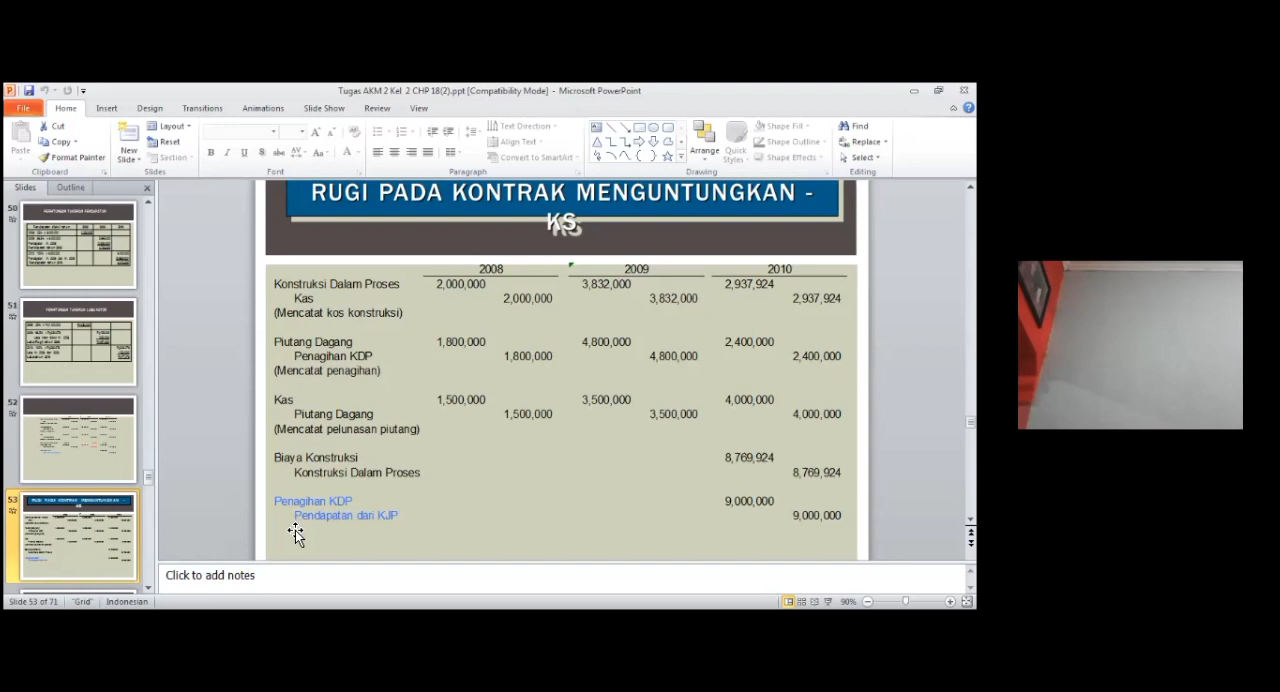 Tugas AKM 2 Kel 2 CHP 18(2).ppt [Compatibility Mode] - Microsoft PowerPoint
File Home Insert Design Transitions Animations Slide Show Review View
Paste Cut Copy Format Painter Clipboard
New Slide Layout Reset Section Slides
Font
Text Direction Align Text Convert to SmartArt Paragraph
Arrange Quick Styles Shape Fill Shape Outline Shape Effects Drawing
Find Replace Select Editing
Slides Outline
50
51
52
53
RUGI PADA KONTRAK MENGUNTUNGKAN -
KS
2008 2009 2010
Konstruksi Dalam Proses 2,000,000 3,832,000 2,937,924
Kas 2,000,000 3,832,000 2,937,924
(Mencatat kos konstruksi)
Piutang Dagang 1,800,000 4,800,000 2,400,000
Penagihan KDP 1,800,000 4,800,000 2,400,000
(Mencatat penagihan)
Kas 1,500,000 3,500,000 4,000,000
Piutang Dagang 1,500,000 3,500,000 4,000,000
(Mencatat pelunasan piutang)
Biaya Konstruksi 8,769,924
Konstruksi Dalam Proses 8,769,924
Penagihan KDP 9,000,000
Pendapatan dari KJP 9,000,000
Click to add notes
Slide 53 of 71 "Grid" Indonesian 90%